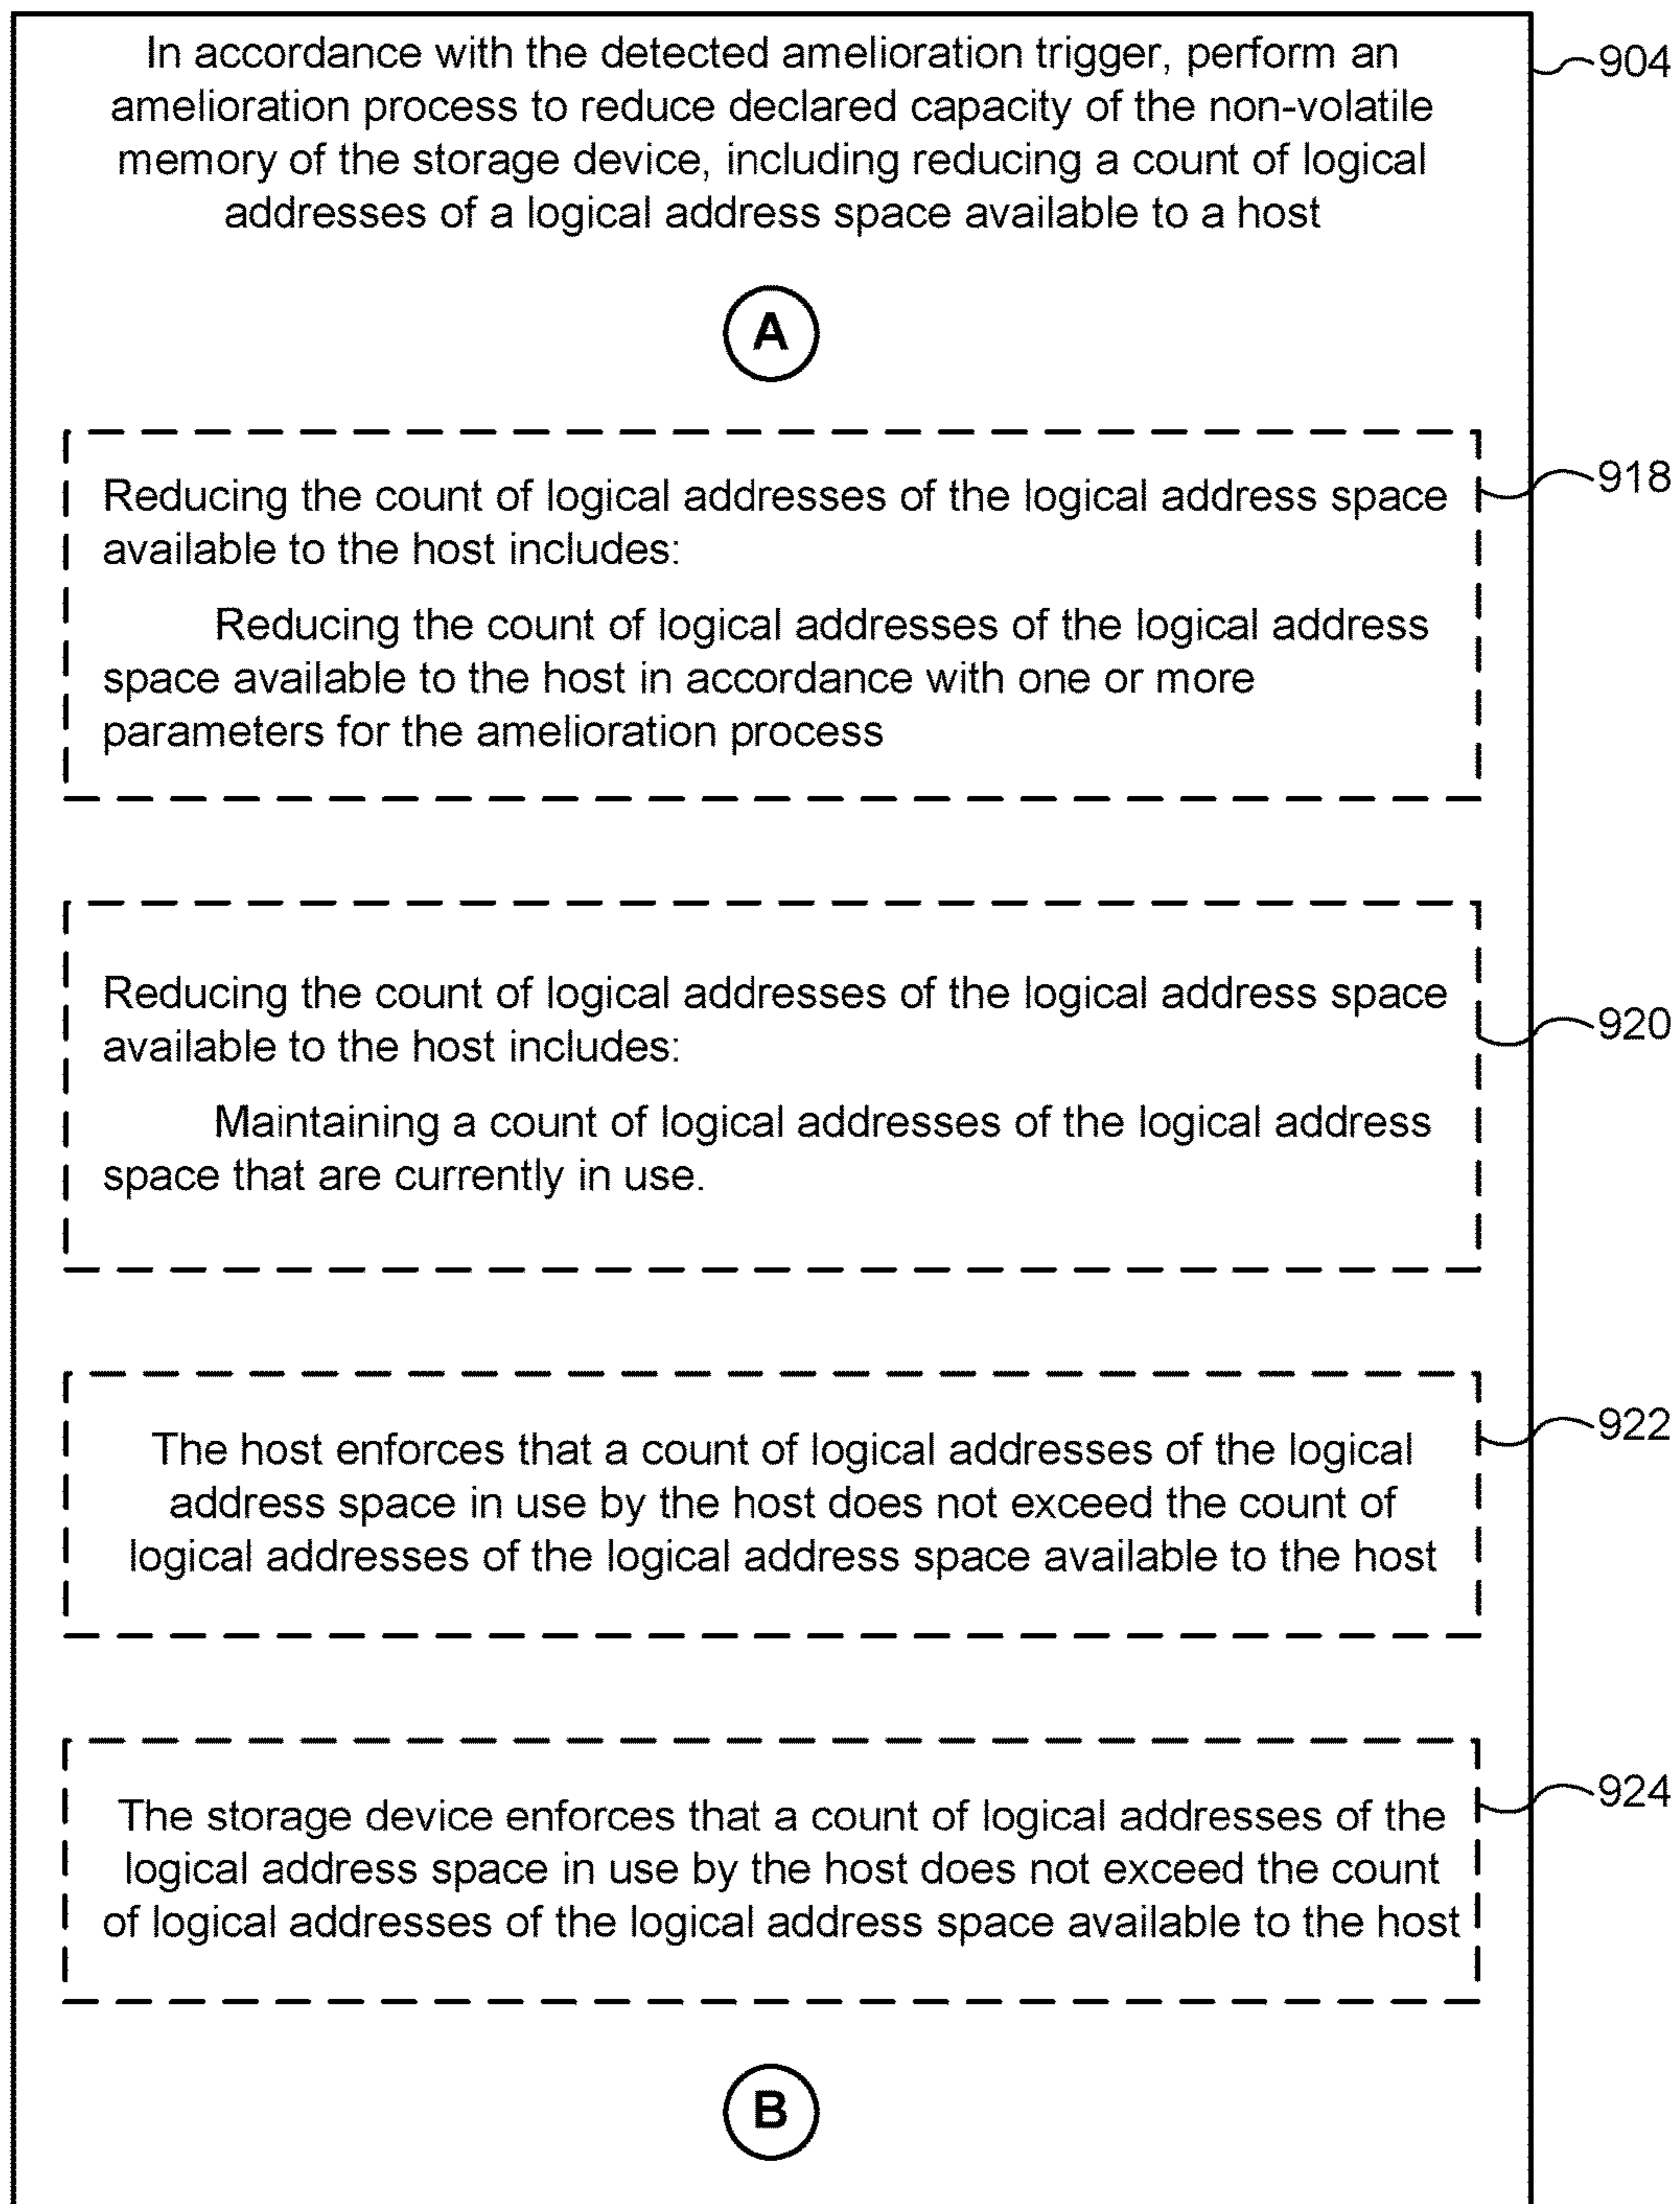 In accordance with the detected amelioration trigger, perform an
amelioration process to reduce declared capacity of the non-volatile
memory of the storage device, including reducing a count of logical
addresses of a logical address space available to a host
904
A
Reducing the count of logical addresses of the logical address space
available to the host includes:
Reducing the count of logical addresses of the logical address
space available to the host in accordance with one or more
parameters for the amelioration process
918
Reducing the count of logical addresses of the logical address space
available to the host includes:
Maintaining a count of logical addresses of the logical address
space that are currently in use.
920
The host enforces that a count of logical addresses of the logical
address space in use by the host does not exceed the count of
logical addresses of the logical address space available to the host
922
The storage device enforces that a count of logical addresses of the
logical address space in use by the host does not exceed the count
of logical addresses of the logical address space available to the host
924
B